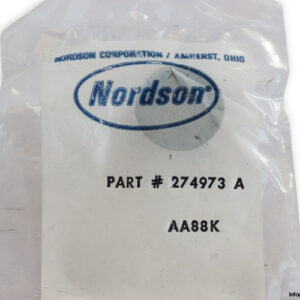 NORDSON CORPORATION / AMHERST, OHIO
Nordson®
PART # 274973 A
AA88K